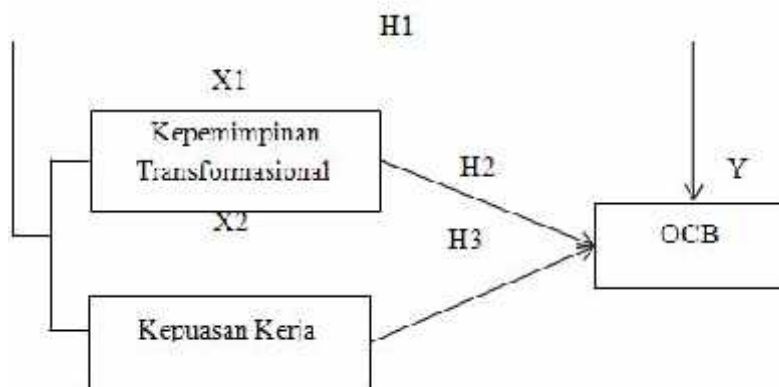 H1
X1
Kepemimpinan
Transformasional
H2
Y
X2
H3
OCB
Kepuasan Kerja